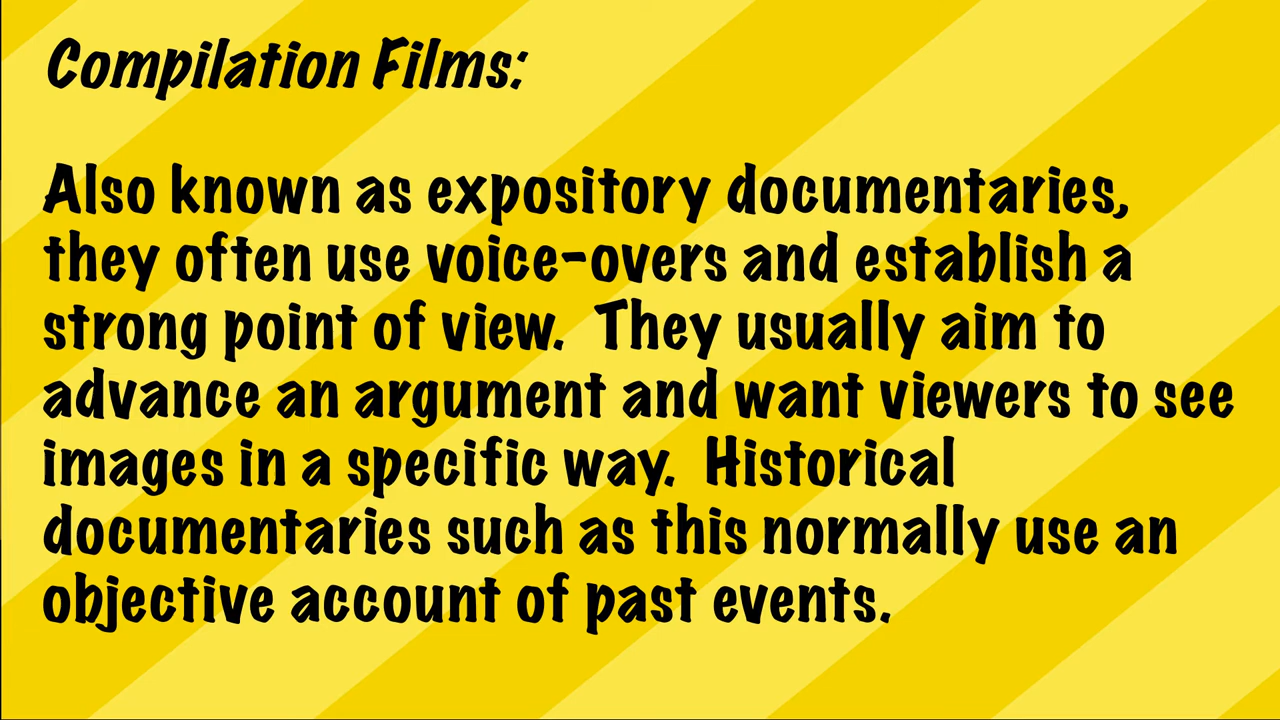 Compilation Films:
Also known as expository documentaries,
they often use voice-overs and establish a
strong point of view.  They usually aim to
advance an argument and want viewers to see
images in a specific way.  Historical
documentaries such as this normally use an
objective account of past events.